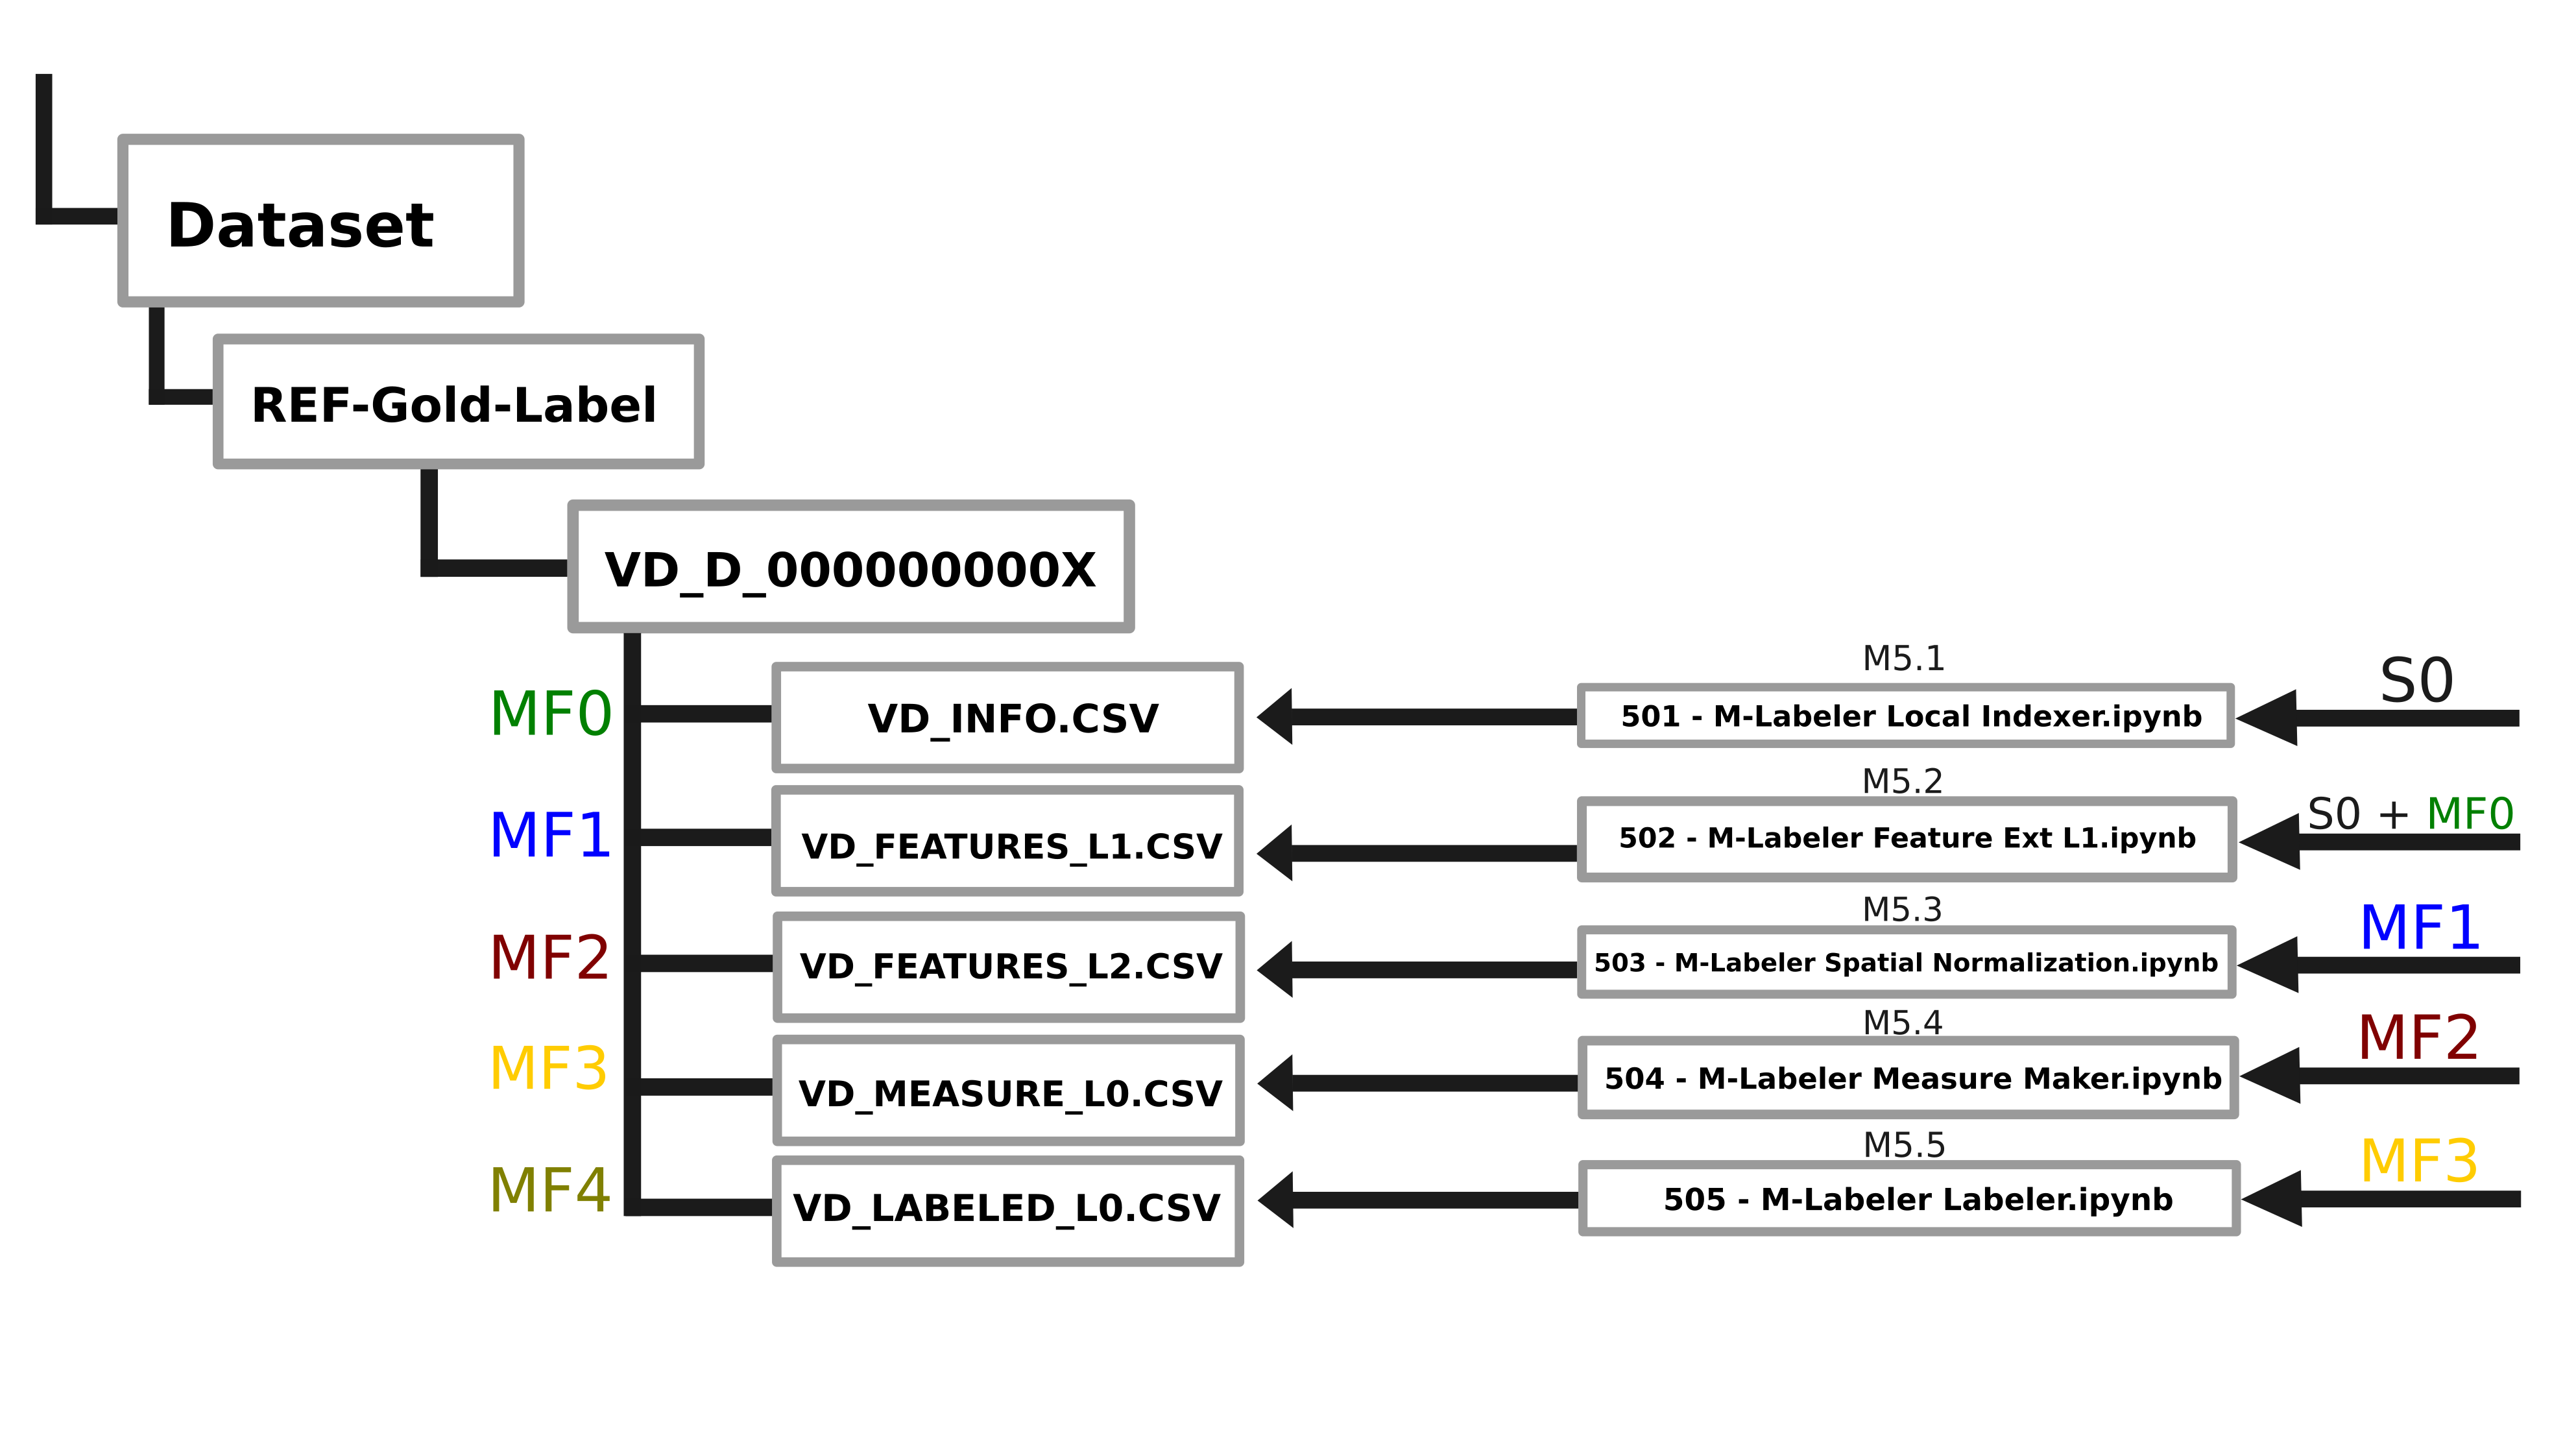 Dataset
REF-Gold-Label
VD_D_000000000X
M5.1
MF0 VD_INFO.CSV 501 - M-Labeler Local Indexer.ipynb S0
M5.2
MF1 VD_FEATURES_L1.CSV 502 - M-Labeler Feature Ext L1.ipynb S0 + MF0
M5.3
MF2 VD_FEATURES_L2.CSV 503 - M-Labeler Spatial Normalization.ipynb MF1
M5.4
MF3 VD_MEASURE_L0.CSV 504 - M-Labeler Measure Maker.ipynb MF2
M5.5
MF4 VD_LABELED_L0.CSV 505 - M-Labeler Labeler.ipynb MF3